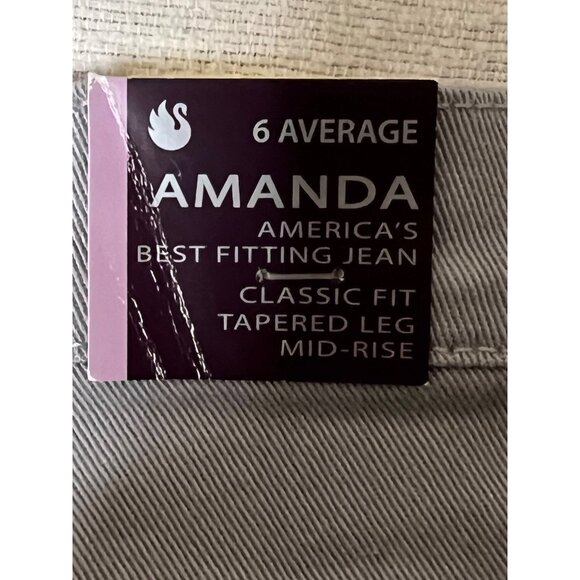 6 AVERAGE
AMANDA
AMERICA'S
BEST FITTING JEAN
CLASSIC FIT
TAPERED LEG
MID-RISE